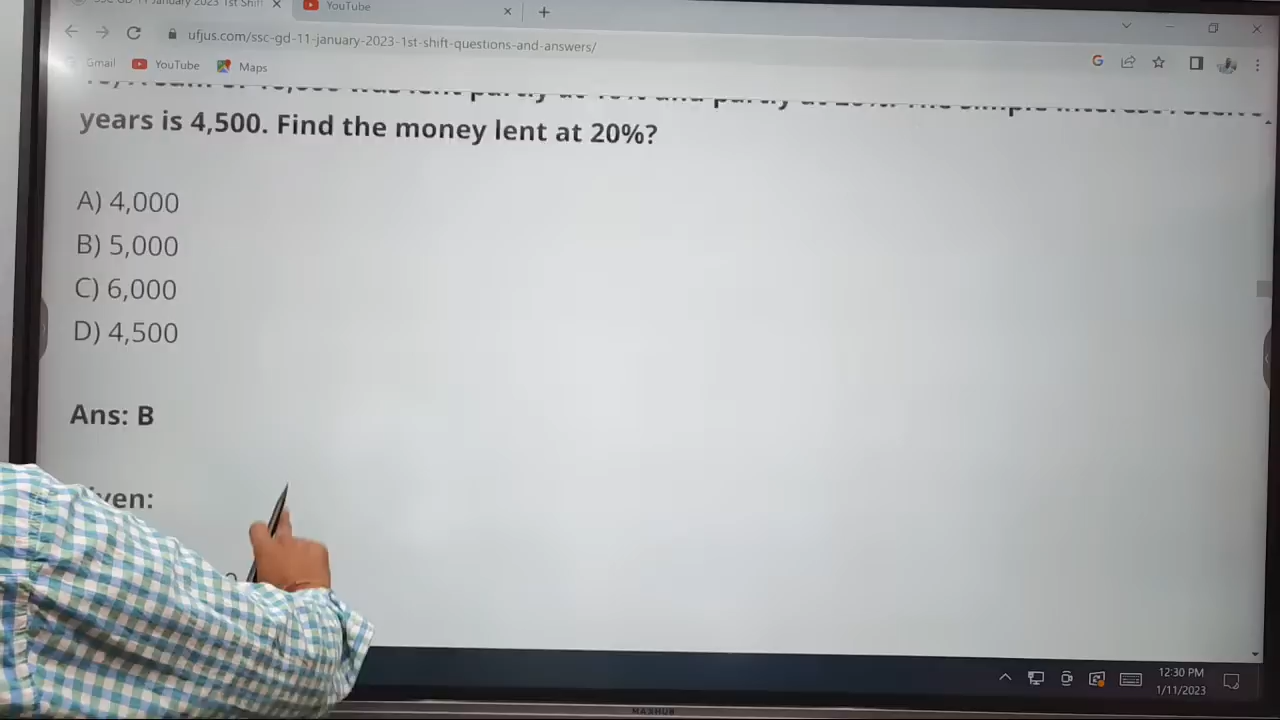 YouTube
ufjus.com/ssc-gd-11-january-2023-1st-shift-questions-and-answers/
Gmail YouTube Maps
years is 4,500. Find the money lent at 20%?
A) 4,000
B) 5,000
C) 6,000
D) 4,500
Ans: B
12:30 PM
1/11/2023
MAXHUB